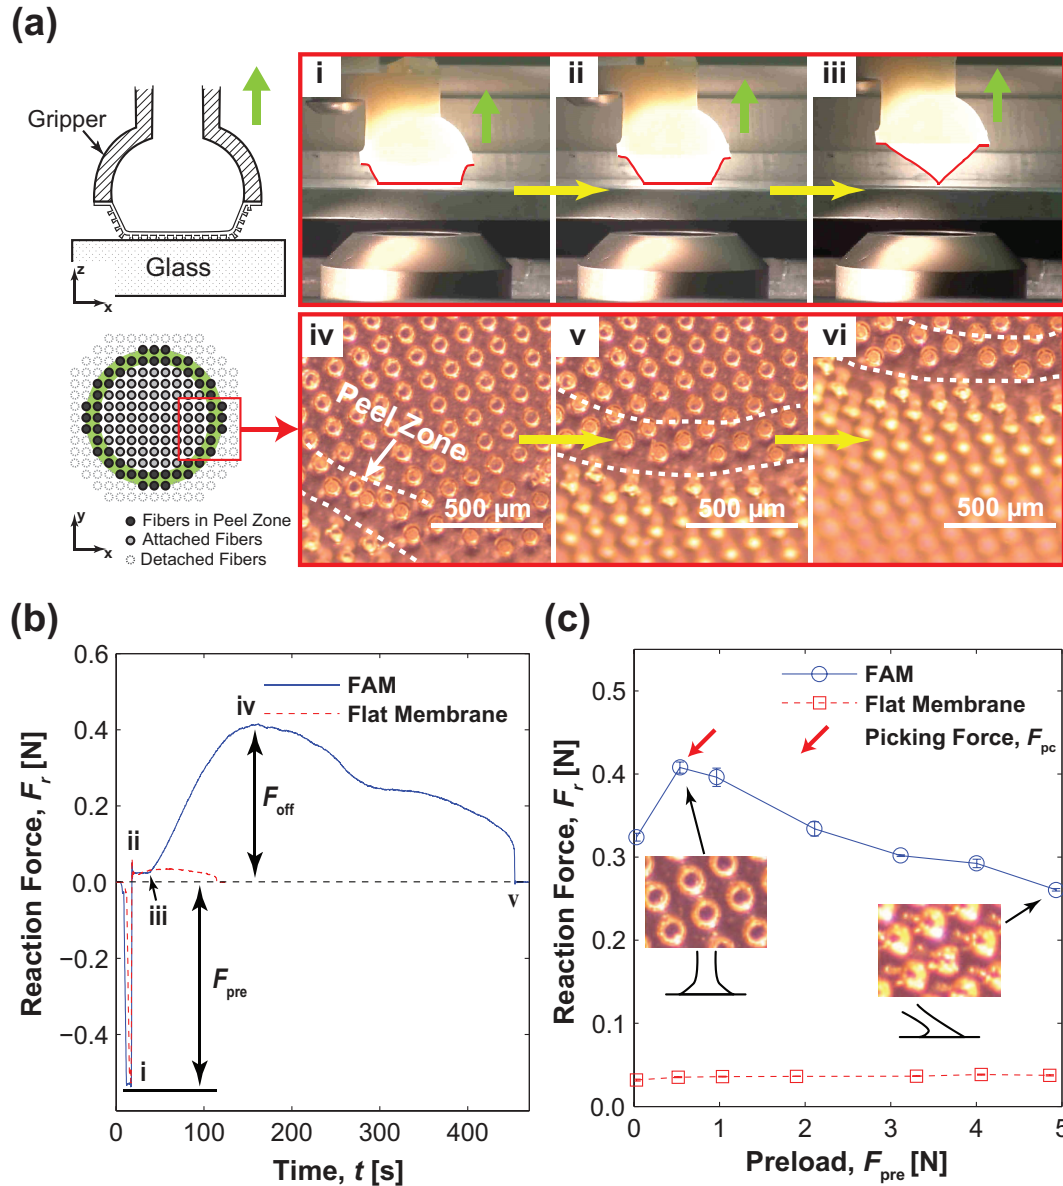 (a)
Gripper
Glass
z
x
i
ii
iii
iv
v
vi
Peel Zone
500 µm
500 µm
500 µm
y
x
Fibers in Peel Zone
Attached Fibers
Detached Fibers
(b)
Reaction Force, F_r [N]
0.6
0.4
0.2
0.0
−0.2
−0.4
FAM
Flat Membrane
iv
F_off
ii
iii
v
F_pre
i
0
100
200
300
400
Time, t [s]
(c)
Reaction Force, F_r [N]
0.5
0.4
0.3
0.2
0.1
0.0
FAM
Flat Membrane
Picking Force, F_pc
0
1
2
3
4
5
Preload, F_pre [N]